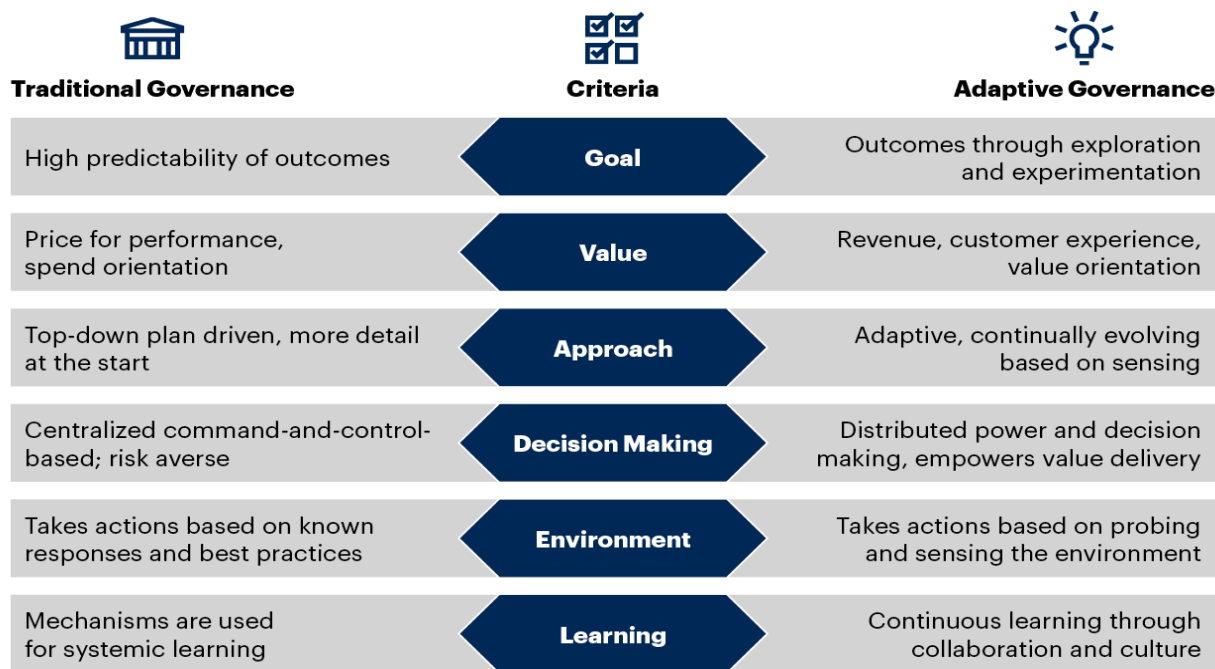 Traditional Governance
Criteria
Adaptive Governance
High predictability of outcomes
Goal
Outcomes through exploration
and experimentation
Price for performance,
spend orientation
Value
Revenue, customer experience,
value orientation
Top-down plan driven, more detail
at the start
Approach
Adaptive, continually evolving
based on sensing
Centralized command-and-control-
based; risk averse
Decision Making
Distributed power and decision
making, empowers value delivery
Takes actions based on known
responses and best practices
Environment
Takes actions based on probing
and sensing the environment
Mechanisms are used
for systemic learning
Learning
Continuous learning through
collaboration and culture